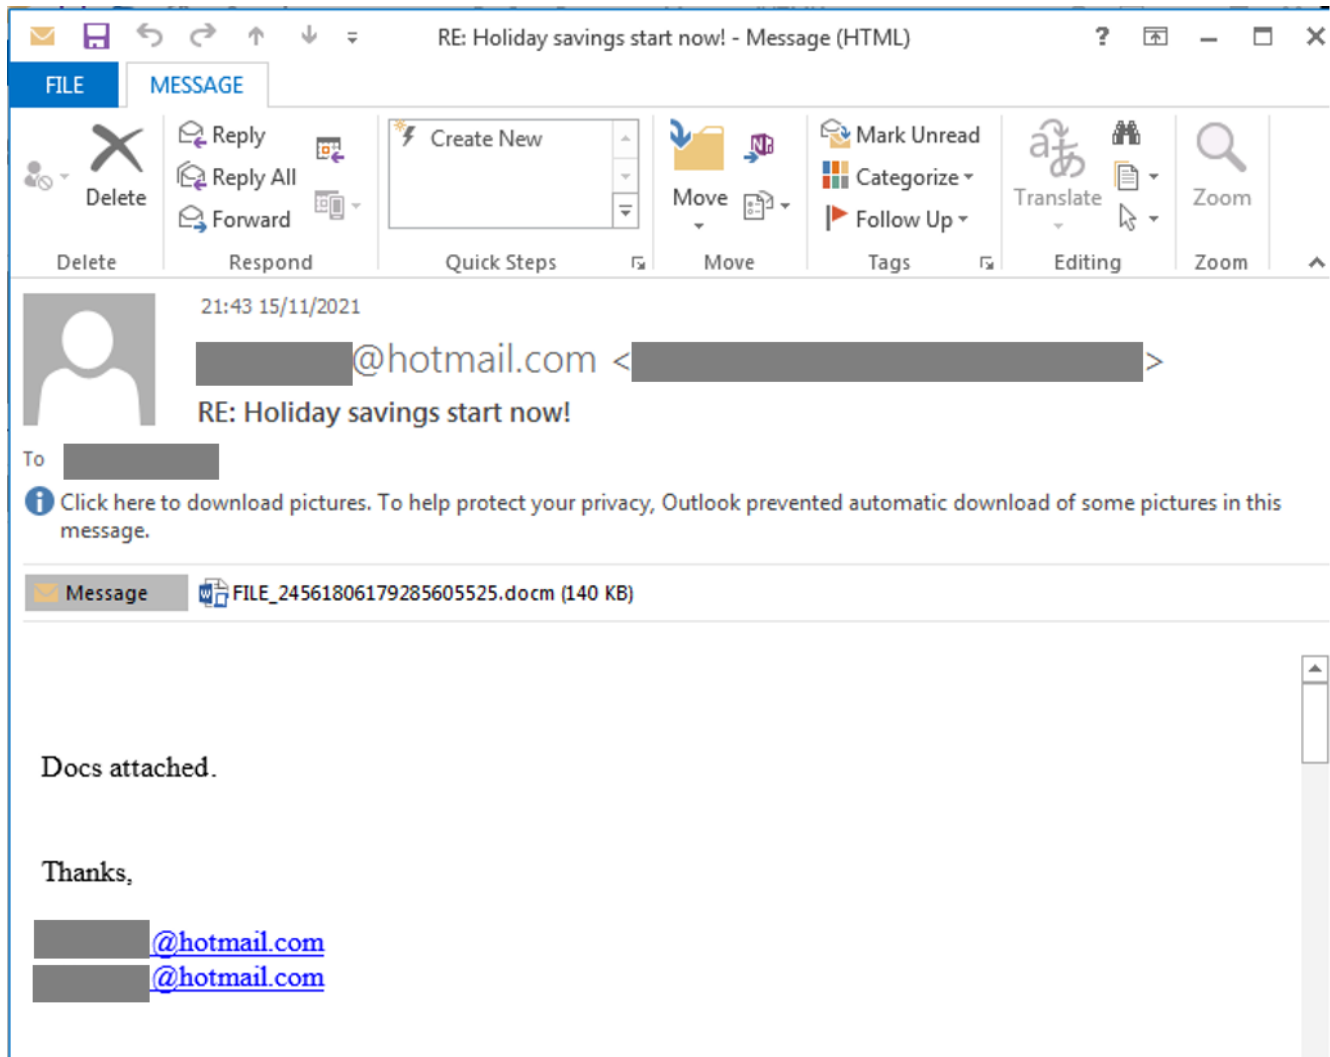 RE: Holiday savings start now! - Message (HTML)
FILE
MESSAGE
Delete
Reply
Reply All
Forward
Create New
Move
Mark Unread
Categorize
Follow Up
Translate
Zoom
Delete
Respond
Quick Steps
Move
Tags
Editing
Zoom
21:43 15/11/2021
@hotmail.com < >
RE: Holiday savings start now!
To
Click here to download pictures. To help protect your privacy, Outlook prevented automatic download of some pictures in this
message.
Message
FILE_24561806179285605525.docm (140 KB)
Docs attached.
Thanks,
@hotmail.com
@hotmail.com